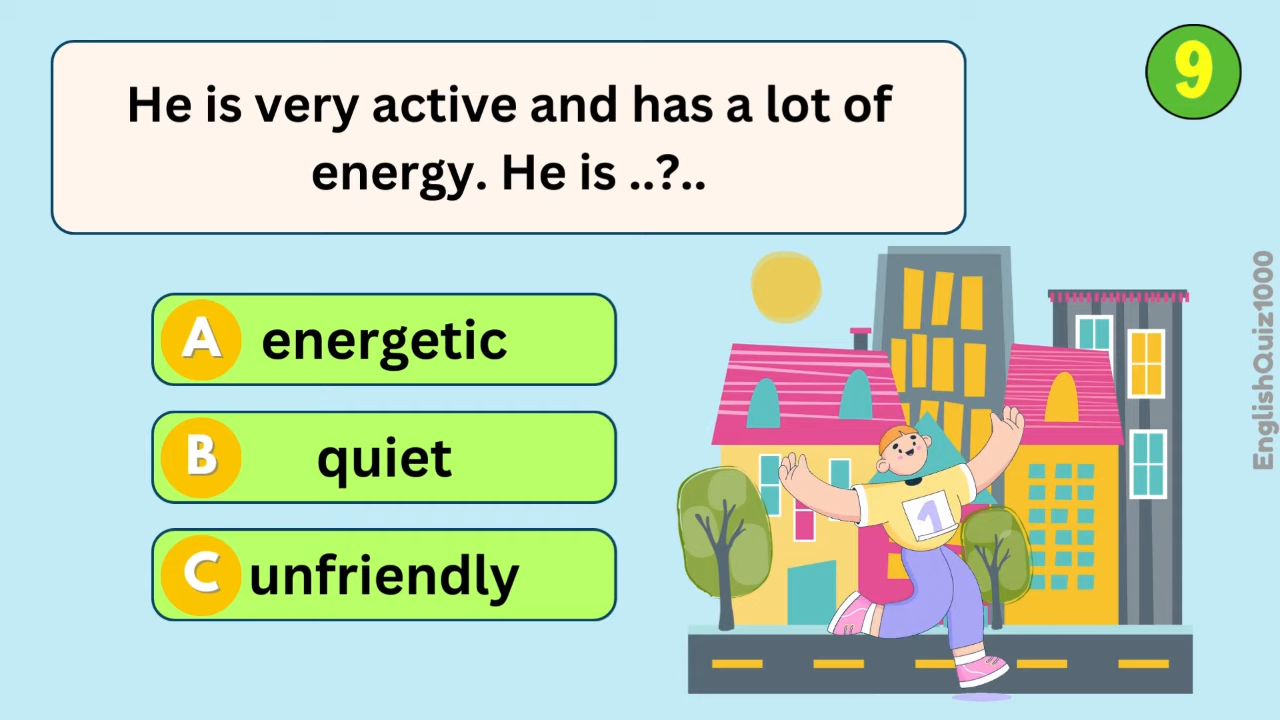 He is very active and has a lot of
energy. He is ..?..
9
A energetic
B quiet
C unfriendly
1
EnglishQuiz1000